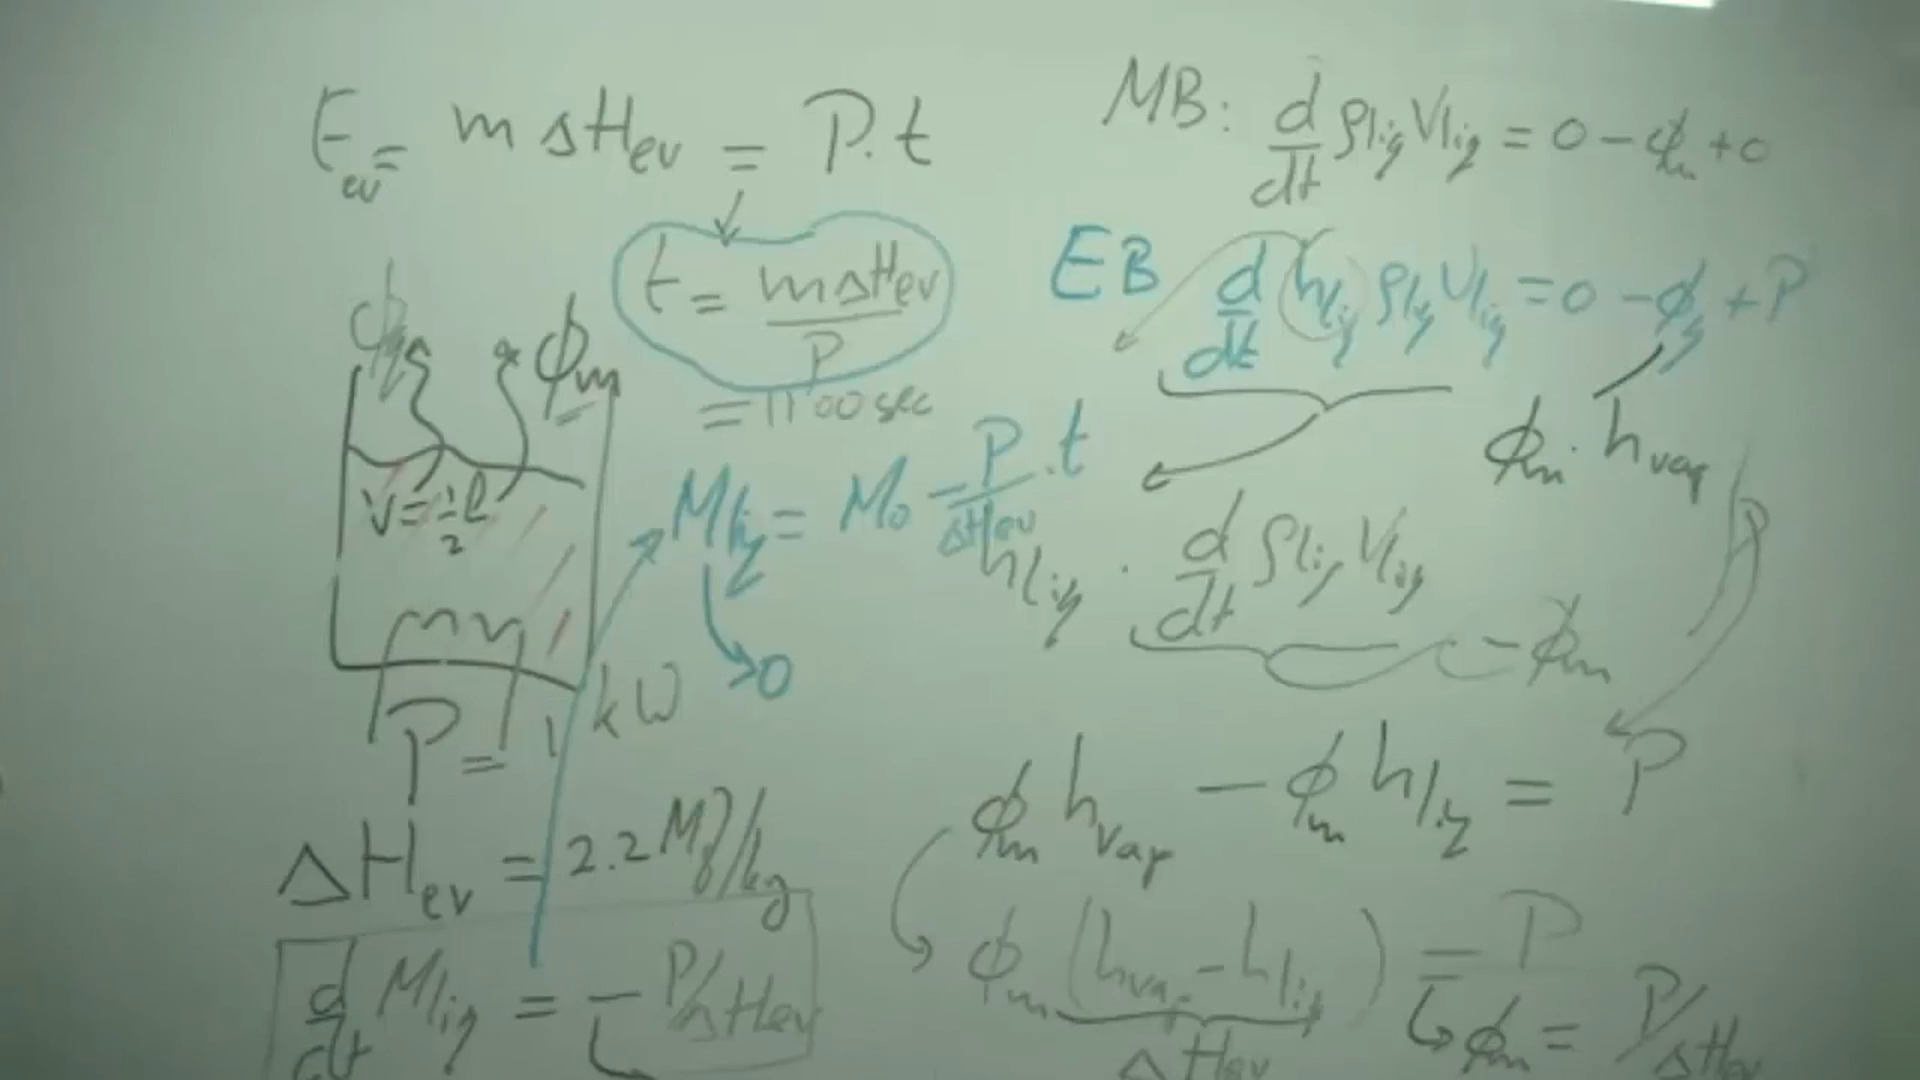 E_ev = m ΔH_ev = P.t
t = mΔH_ev / P
= 1100 sec
ϕ_m
V = ½ l
P = 1 kW
ΔH_ev = 2.2 MJ/kg
d/dt M_liq = - P/ΔH_ev
M_liq = M_0 - P/ΔH_ev .t
→ 0
MB: d/dt ρ_liq V_liq = 0 - ϕ_m + 0
EB d/dt h_liq ρ_liq V_liq = 0 - ϕ + P
ϕ_m . h_vap
h_liq . d/dt ρ_liq V_liq
- ϕ_m
P
ϕ_m h_vap - ϕ_m h_liq = P
ϕ_m (h_vap - h_liq) = P
ΔH_ev
↳ ϕ_m = P/ΔH_ev